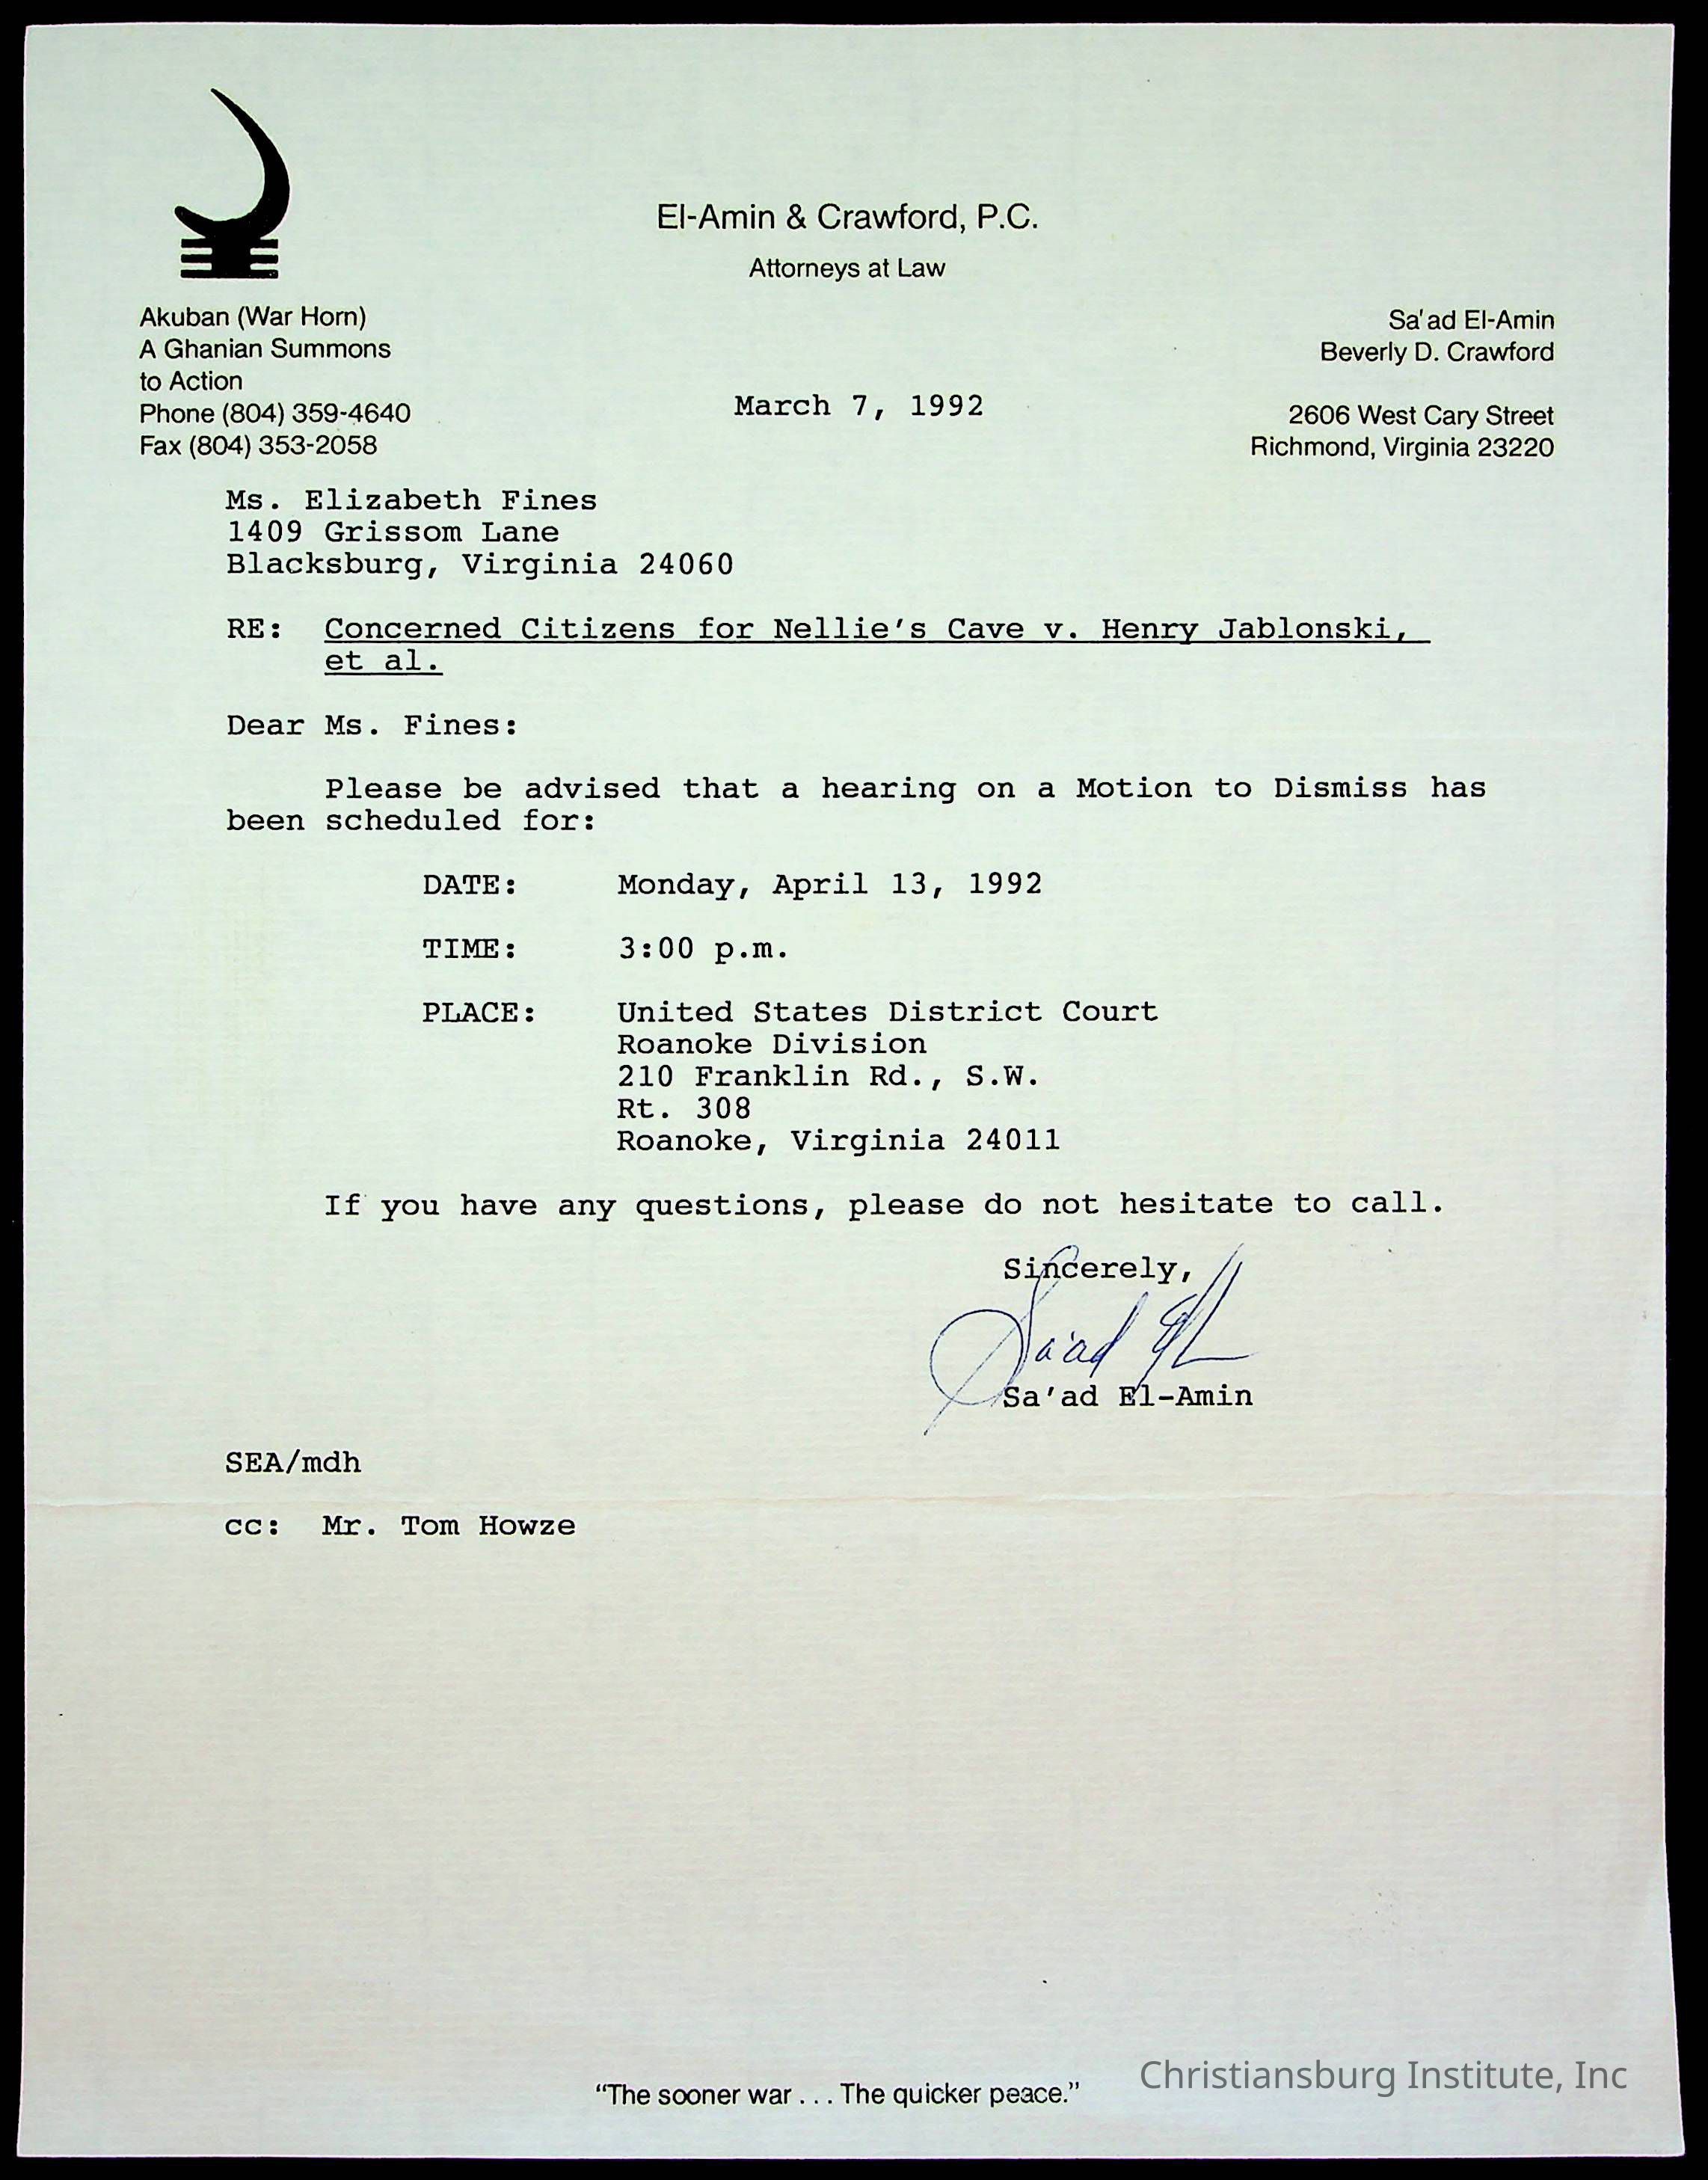 El-Amin & Crawford, P.C.
Attorneys at Law
Akuban (War Horn)
A Ghanian Summons
to Action
Phone (804) 359-4640
Fax (804) 353-2058
Sa'ad El-Amin
Beverly D. Crawford
2606 West Cary Street
Richmond, Virginia 23220
March 7, 1992
Ms. Elizabeth Fines
1409 Grissom Lane
Blacksburg, Virginia 24060
RE: Concerned Citizens for Nellie's Cave v. Henry Jablonski,
et al.
Dear Ms. Fines:
Please be advised that a hearing on a Motion to Dismiss has
been scheduled for:
DATE: Monday, April 13, 1992
TIME: 3:00 p.m.
PLACE: United States District Court
Roanoke Division
210 Franklin Rd., S.W.
Rt. 308
Roanoke, Virginia 24011
If you have any questions, please do not hesitate to call.
Sincerely,
Sa'ad El
Sa'ad El-Amin
SEA/mdh
cc: Mr. Tom Howze
"The sooner war . . . The quicker peace."
Christiansburg Institute, Inc